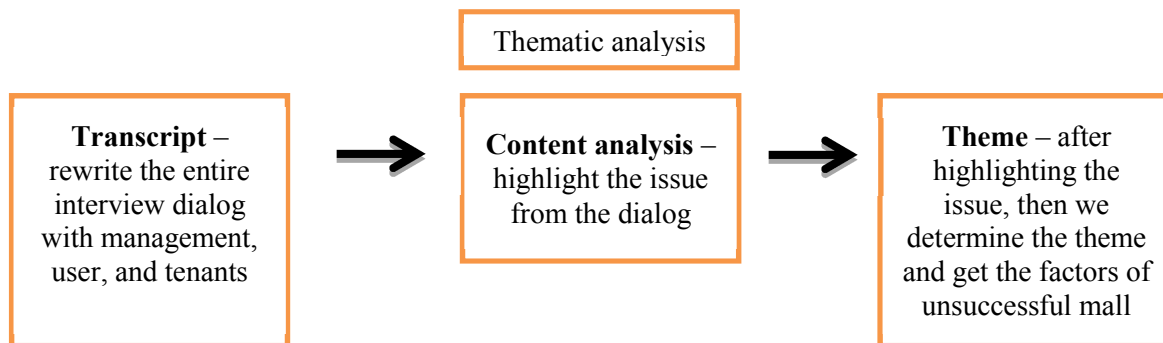 Thematic analysis
Transcript –
rewrite the entire
interview dialog
with management,
user, and tenants
Content analysis –
highlight the issue
from the dialog
Theme – after
highlighting the
issue, then we
determine the theme
and get the factors of
unsuccessful mall